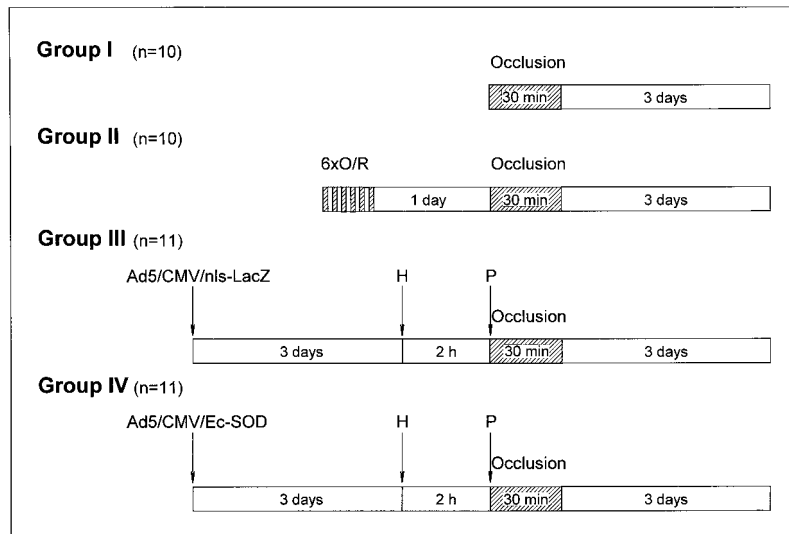 Group I (n=10)
Occlusion
30 min 3 days
Group II (n=10)
6xO/R Occlusion
1 day 30 min 3 days
Group III (n=11)
Ad5/CMV/nls-LacZ H P
Occlusion
3 days 2 h 30 min 3 days
Group IV (n=11)
Ad5/CMV/Ec-SOD H P
Occlusion
3 days 2 h 30 min 3 days